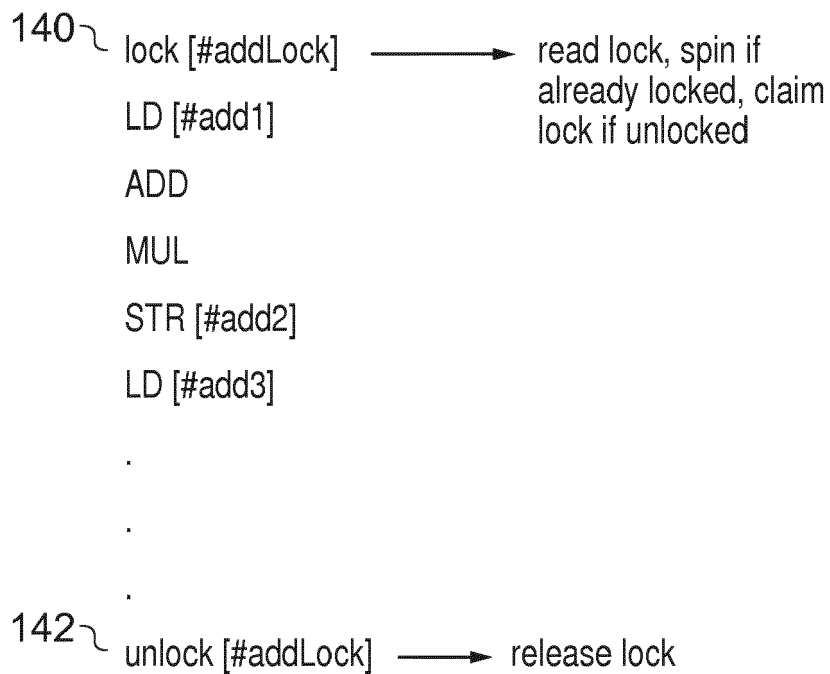 140 lock [#addLock] read lock, spin if
already locked, claim
lock if unlocked
LD [#add1]
ADD
MUL
STR [#add2]
LD [#add3]
.
.
.
142 unlock [#addLock] release lock